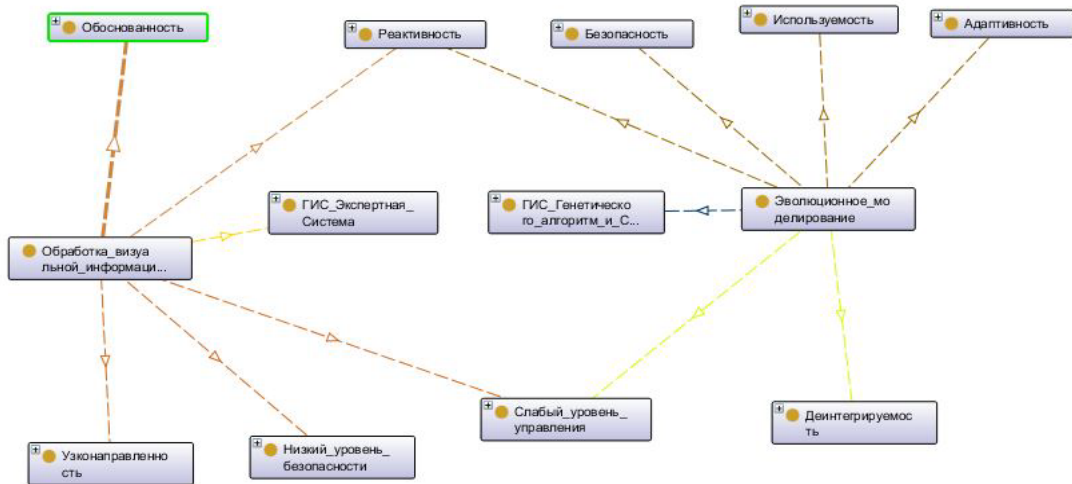 Обоснованность
Реактивность
Безопасность
Используемость
Адаптивность
ГИС_Экспертная_
Система
ГИС_Генетическо
го_алгоритм_и_С...
Эволюционное_мо
делирование
Обработка_визуа
льной_информаци...
Слабый_уровень_
управления
Деинтегрируемос
ть
Узконаправленно
сть
Низкий_уровень_
безопасности